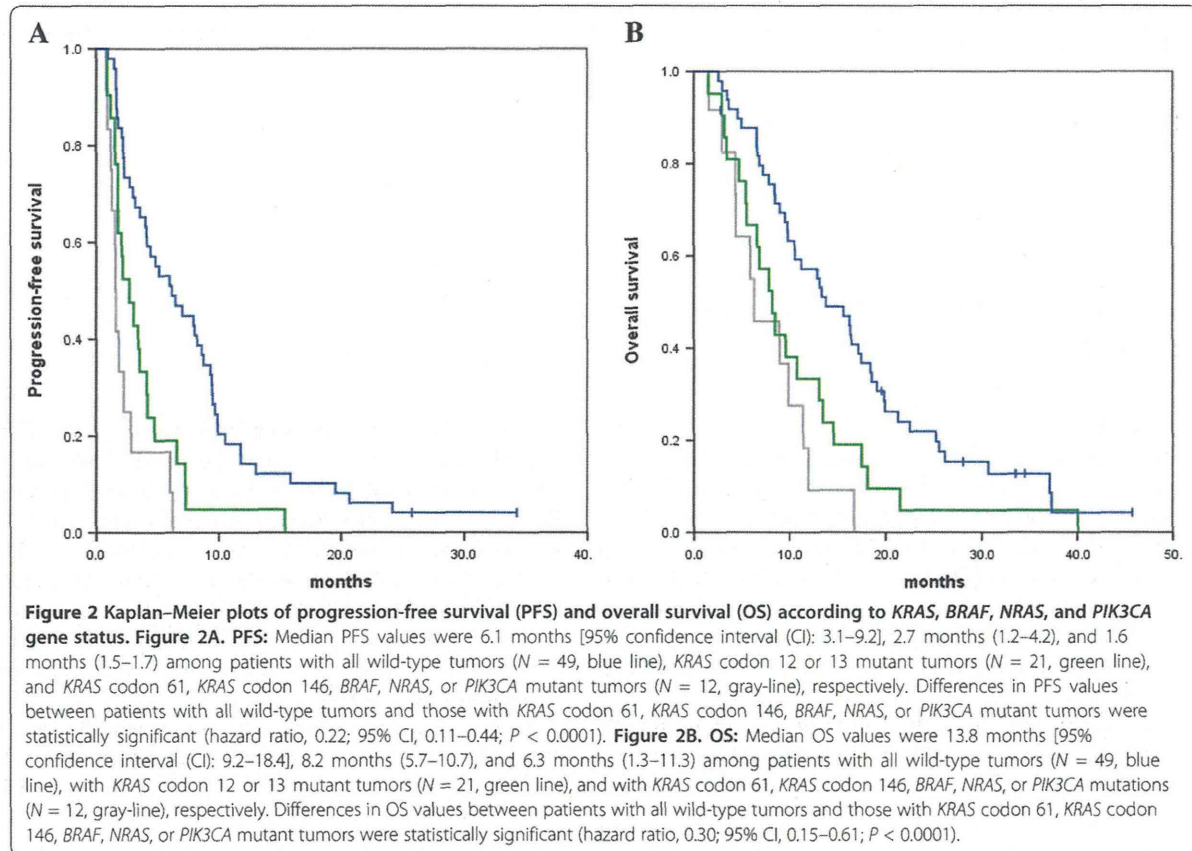 A
B
1.0
0.8
0.6
0.4
0.2
0.0
Progression-free survival
0.0 10.0 20.0 30.0 40.
months
1.0
0.8
0.6
0.4
0.2
0.0
Overall survival
0.0 10.0 20.0 30.0 40.0 50.
months
Figure 2 Kaplan–Meier plots of progression-free survival (PFS) and overall survival (OS) according to KRAS, BRAF, NRAS, and PIK3CA
gene status. Figure 2A. PFS: Median PFS values were 6.1 months [95% confidence interval (CI): 3.1–9.2], 2.7 months (1.2–4.2), and 1.6
months (1.5–1.7) among patients with all wild-type tumors (N = 49, blue line), KRAS codon 12 or 13 mutant tumors (N = 21, green line),
and KRAS codon 61, KRAS codon 146, BRAF, NRAS, or PIK3CA mutant tumors (N = 12, gray-line), respectively. Differences in PFS values
between patients with all wild-type tumors and those with KRAS codon 61, KRAS codon 146, BRAF, NRAS, or PIK3CA mutant tumors were
statistically significant (hazard ratio, 0.22; 95% CI, 0.11–0.44; P < 0.0001). Figure 2B. OS: Median OS values were 13.8 months [95%
confidence interval (CI): 9.2–18.4], 8.2 months (5.7–10.7), and 6.3 months (1.3–11.3) among patients with all wild-type tumors (N = 49, blue
line), with KRAS codon 12 or 13 mutant tumors (N = 21, green line), and with KRAS codon 61, KRAS codon 146, BRAF, NRAS, or PIK3CA mutations
(N = 12, gray-line), respectively. Differences in OS values between patients with all wild-type tumors and those with KRAS codon 61, KRAS codon
146, BRAF, NRAS, or PIK3CA mutant tumors were statistically significant (hazard ratio, 0.30; 95% CI, 0.15–0.61; P < 0.0001).